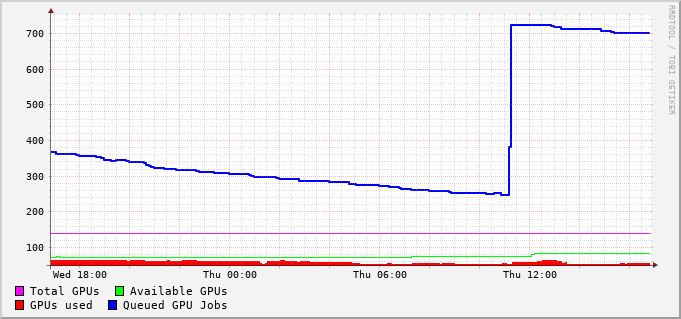 RRDTOOL / TOBI OETIKER
700
600
500
400
300
200
100
Wed 18:00 Thu 00:00 Thu 06:00 Thu 12:00
Total GPUs Available GPUs
GPUs used Queued GPU Jobs